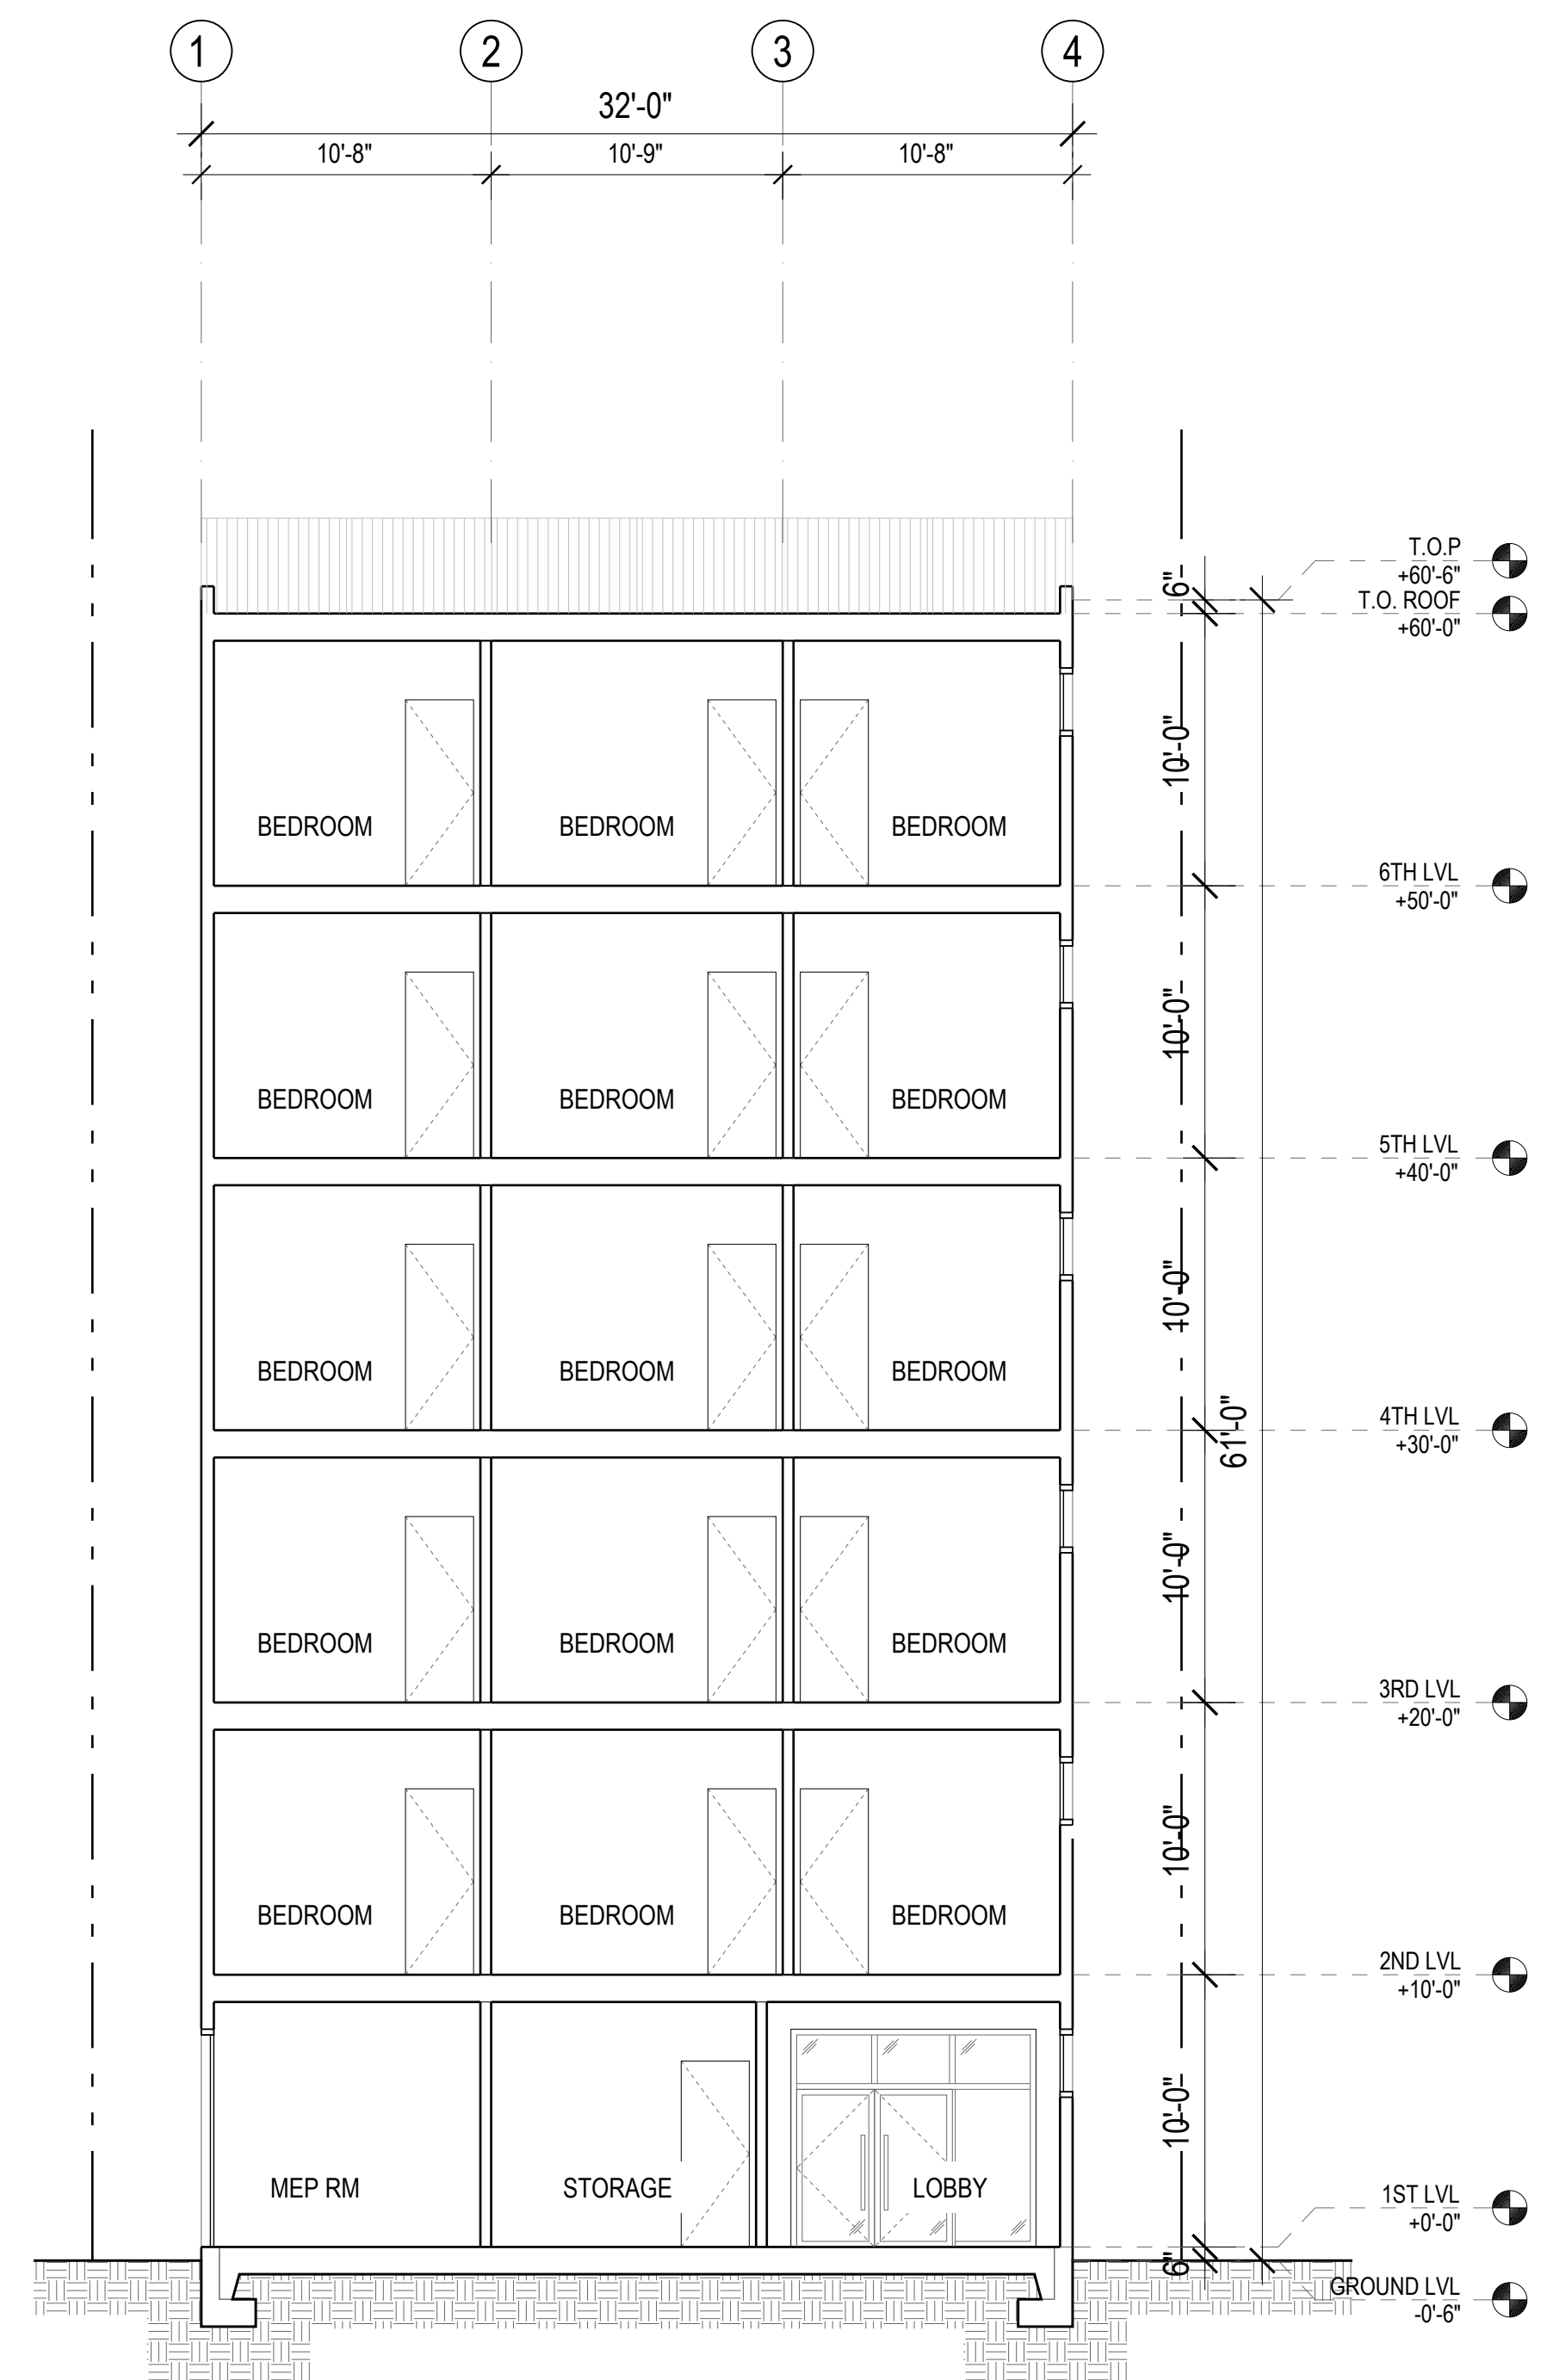 1 2 3 4
32'-0"
10'-8" 10'-9" 10'-8"
T.O.P
+60'-6"
6"
T.O. ROOF
+60'-0"
10'-0"
BEDROOM BEDROOM BEDROOM
6TH LVL
+50'-0"
10'-0"
BEDROOM BEDROOM BEDROOM
5TH LVL
+40'-0"
10'-0"
BEDROOM BEDROOM BEDROOM
4TH LVL
+30'-0"
61'-0"
10'-0"
BEDROOM BEDROOM BEDROOM
3RD LVL
+20'-0"
10'-0"
BEDROOM BEDROOM BEDROOM
2ND LVL
+10'-0"
10'-0"
MEP RM STORAGE LOBBY
1ST LVL
+0'-0"
6"
GROUND LVL
-0'-6"